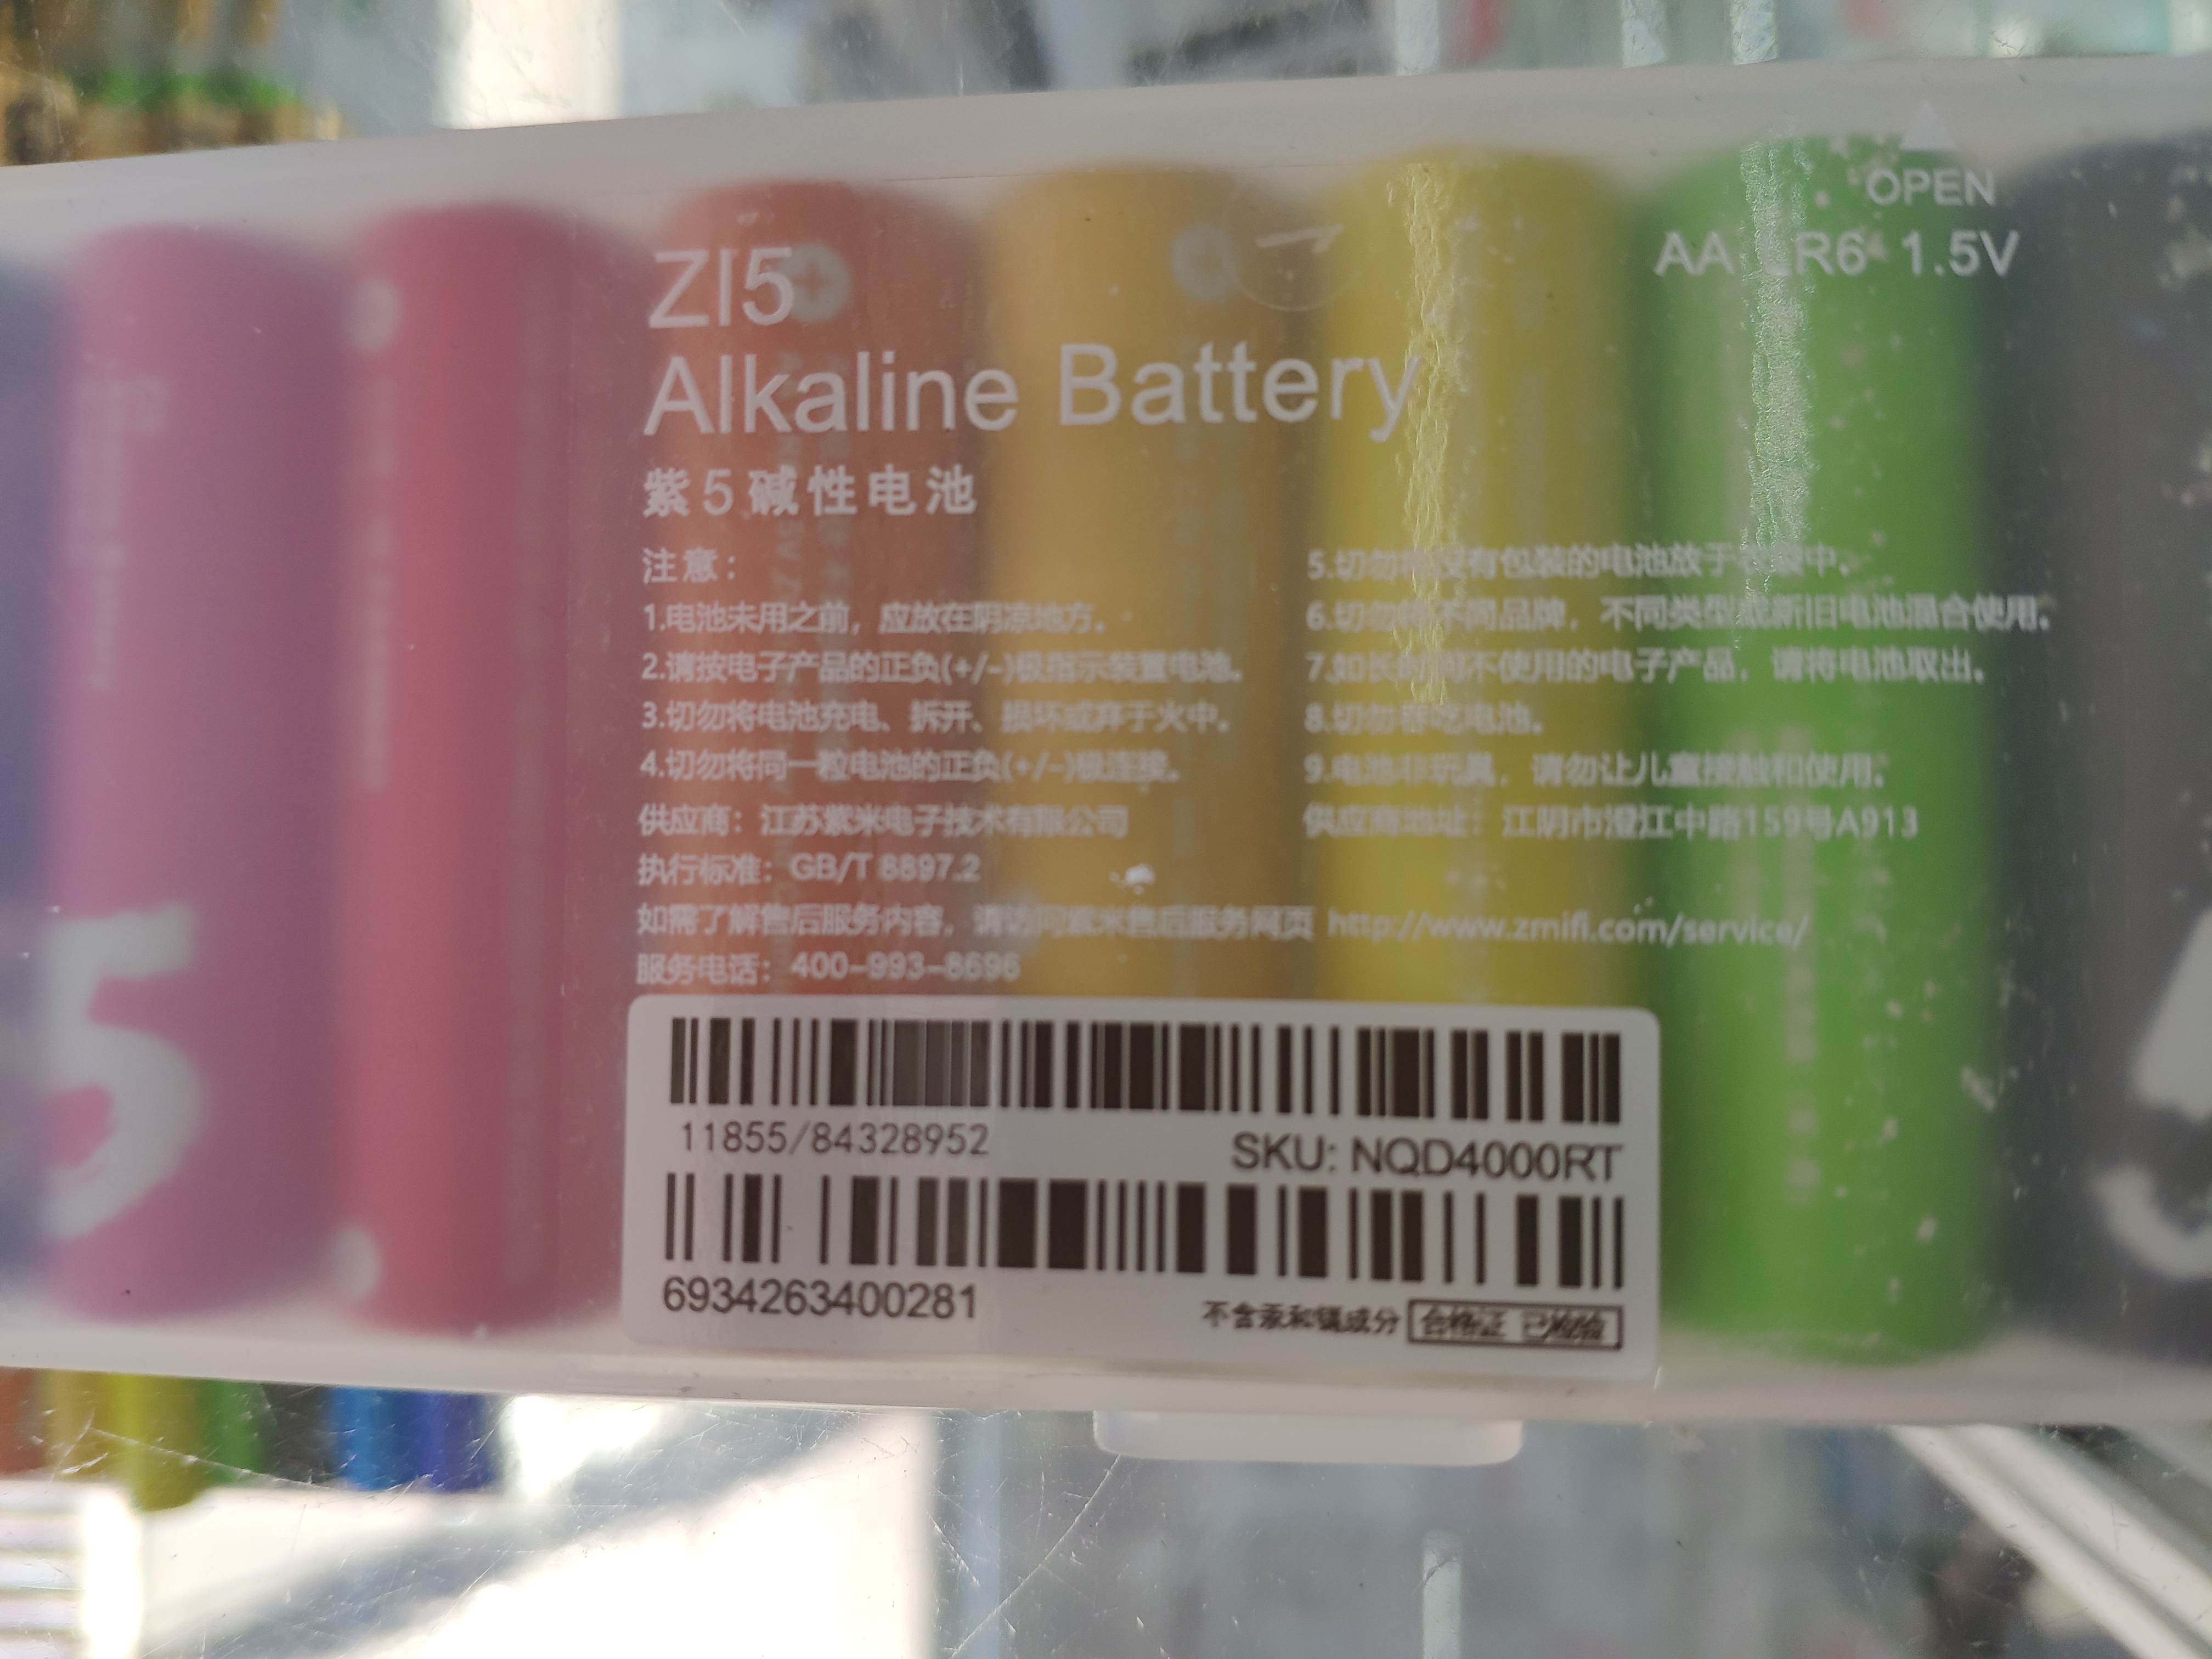 OPEN
AA LR6 1.5V
ZI5
Alkaline Battery
紫5碱性电池
注意：
1.电池未用之前，应放在阴凉地方。
2.请按电子产品的正负(+/-)极指示装置电池。
3.切勿将电池充电、拆开、损坏或弃于火中。
4.切勿将同一粒电池的正负(+/-)极连接。
5.切勿将没有包装的电池放于衣袋中。
6.切勿将不同品牌，不同类型或新旧电池混合使用。
7.如长时间不使用的电子产品，请将电池取出。
8.切勿吞吃电池。
9.电池非玩具，请勿让儿童接触和使用。
供应商：江苏紫米电子技术有限公司
供应商地址：江阴市澄江中路159号A913
执行标准：GB/T 8897.2
如需了解售后服务内容，请访问紫米售后服务网页 http://www.zmifi.com/service/
服务电话：400-993-8696
11855/84328952
SKU: NQD4000RT
6934263400281
不含汞和镉成分 合格证 已检验
5